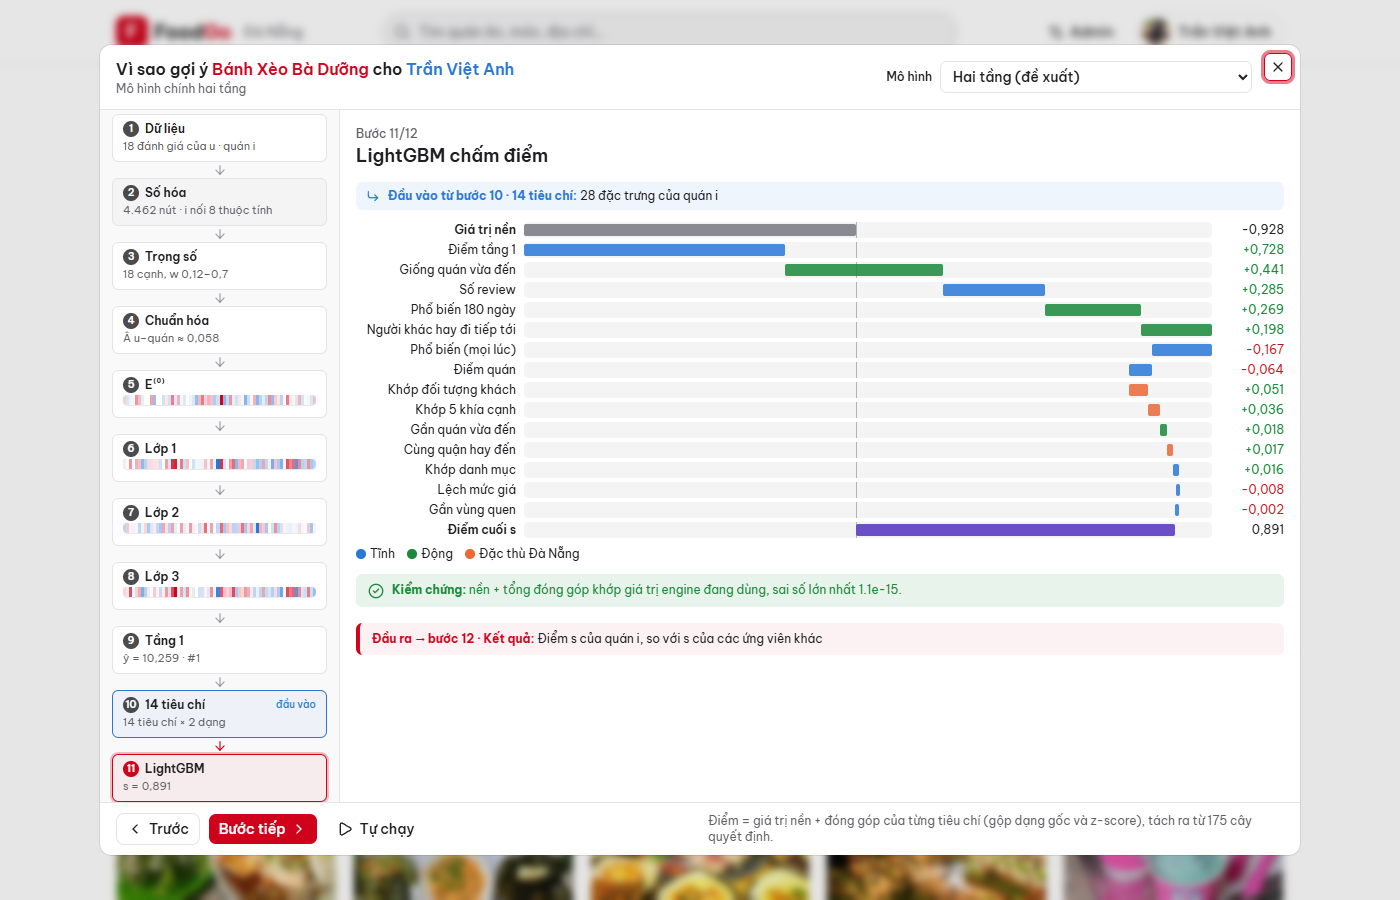 FoodGo
Đà Nẵng
Tìm quán ăn, món, địa chỉ...
Admin
Trần Việt Anh
Vì sao gợi ý Bánh Xèo Bà Dưỡng cho Trần Việt Anh
Mô hình chính hai tầng
Mô hình
Hai tầng (đề xuất)
1 Dữ liệu
18 đánh giá của u · quán i
2 Số hóa
4.462 nút · i nối 8 thuộc tính
3 Trọng số
18 cạnh, w 0,12–0,7
4 Chuẩn hóa
Â u–quán ≈ 0,058
5 E⁽⁰⁾
6 Lớp 1
7 Lớp 2
8 Lớp 3
9 Tầng 1
ŷ = 10,259 · #1
10 14 tiêu chí
đầu vào
14 tiêu chí × 2 dạng
11 LightGBM
s = 0,891
Bước 11/12
LightGBM chấm điểm
Đầu vào từ bước 10 · 14 tiêu chí: 28 đặc trưng của quán i
Giá trị nền −0,928
Điểm tầng 1 +0,728
Giống quán vừa đến +0,441
Số review +0,285
Phổ biến 180 ngày +0,269
Người khác hay đi tiếp tới +0,198
Phổ biến (mọi lúc) −0,167
Điểm quán −0,064
Khớp đối tượng khách +0,051
Khớp 5 khía cạnh +0,036
Gần quán vừa đến +0,018
Cùng quận hay đến +0,017
Khớp danh mục +0,016
Lệch mức giá −0,008
Gần vùng quen −0,002
Điểm cuối s 0,891
Tĩnh
Động
Đặc thù Đà Nẵng
Kiểm chứng: nền + tổng đóng góp khớp giá trị engine đang dùng, sai số lớn nhất 1.1e-15.
Đầu ra → bước 12 · Kết quả: Điểm s của quán i, so với s của các ứng viên khác
Trước
Bước tiếp
Tự chạy
Điểm = giá trị nền + đóng góp của từng tiêu chí (gộp dạng gốc và z-score), tách ra từ 175 cây
quyết định.